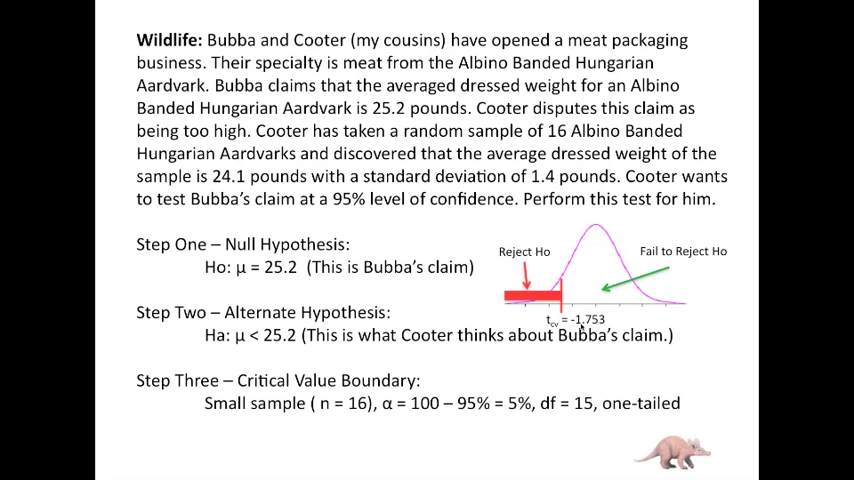 Wildlife: Bubba and Cooter (my cousins) have opened a meat packaging
business. Their specialty is meat from the Albino Banded Hungarian
Aardvark. Bubba claims that the averaged dressed weight for an Albino
Banded Hungarian Aardvark is 25.2 pounds. Cooter disputes this claim as
being too high. Cooter has taken a random sample of 16 Albino Banded
Hungarian Aardvarks and discovered that the average dressed weight of the
sample is 24.1 pounds with a standard deviation of 1.4 pounds. Cooter wants
to test Bubba's claim at a 95% level of confidence. Perform this test for him.
Step One – Null Hypothesis:
Ho: μ = 25.2 (This is Bubba's claim)
Reject Ho
Fail to Reject Ho
tcv = -1.753
Step Two – Alternate Hypothesis:
Ha: μ < 25.2 (This is what Cooter thinks about Bubba's claim.)
Step Three – Critical Value Boundary:
Small sample ( n = 16), α = 100 – 95% = 5%, df = 15, one-tailed